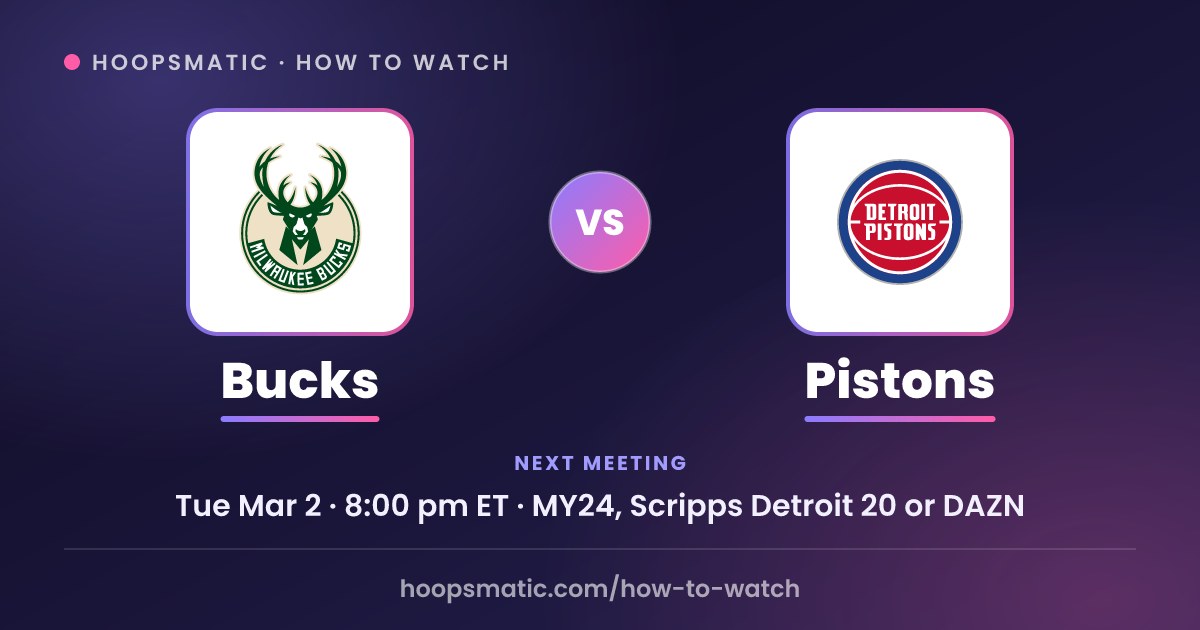 HOOPSMATIC · HOW TO WATCH
MILWAUKEE BUCKS
VS
DETROIT
PISTONS
Bucks
Pistons
NEXT MEETING
Tue Mar 2 · 8:00 pm ET · MY24, Scripps Detroit 20 or DAZN
hoopsmatic.com/how-to-watch